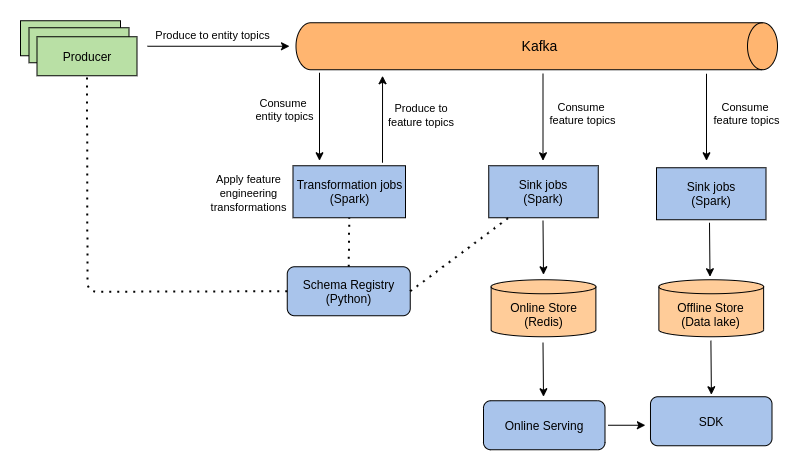 Producer
Produce to entity topics
Kafka
Consume
entity topics
Produce to
feature topics
Consume
feature topics
Consume
feature topics
Apply feature
engineering
transformations
Transformation jobs
(Spark)
Sink jobs
(Spark)
Sink jobs
(Spark)
Schema Registry
(Python)
Online Store
(Redis)
Offline Store
(Data lake)
Online Serving
SDK